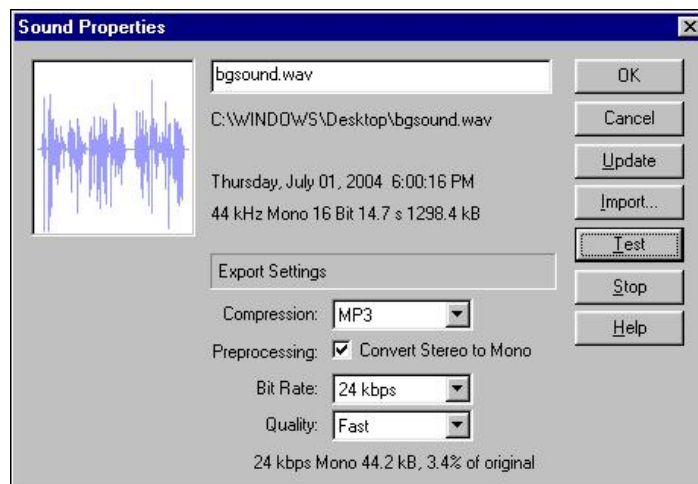 Sound Properties
bgsound.wav
OK
C:\WINDOWS\Desktop\bgsound.wav
Cancel
Update
Thursday, July 01, 2004 6:00:16 PM
44 kHz Mono 16 Bit 14.7 s 1298.4 kB
Import...
Test
Export Settings
Stop
Compression: MP3
Help
Preprocessing: Convert Stereo to Mono
Bit Rate: 24 kbps
Quality: Fast
24 kbps Mono 44.2 kB, 3.4% of original